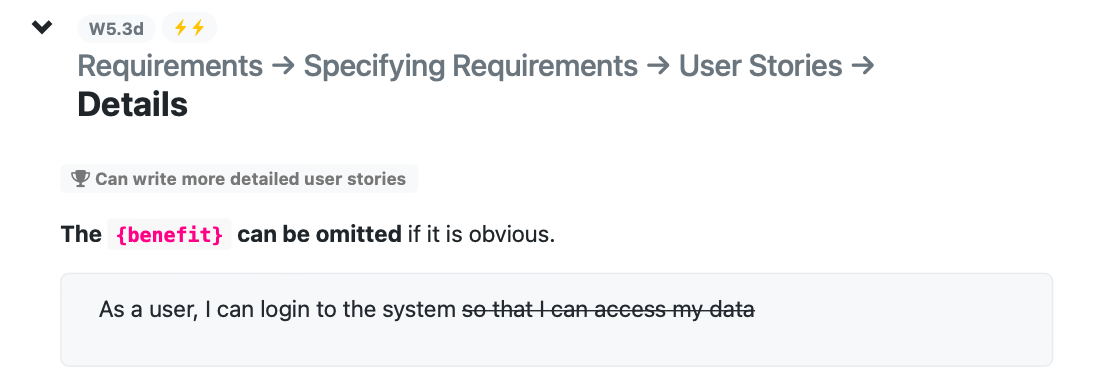 W5.3d
Requirements → Specifying Requirements → User Stories →
Details
Can write more detailed user stories
The {benefit} can be omitted if it is obvious.
As a user, I can login to the system so that I can access my data